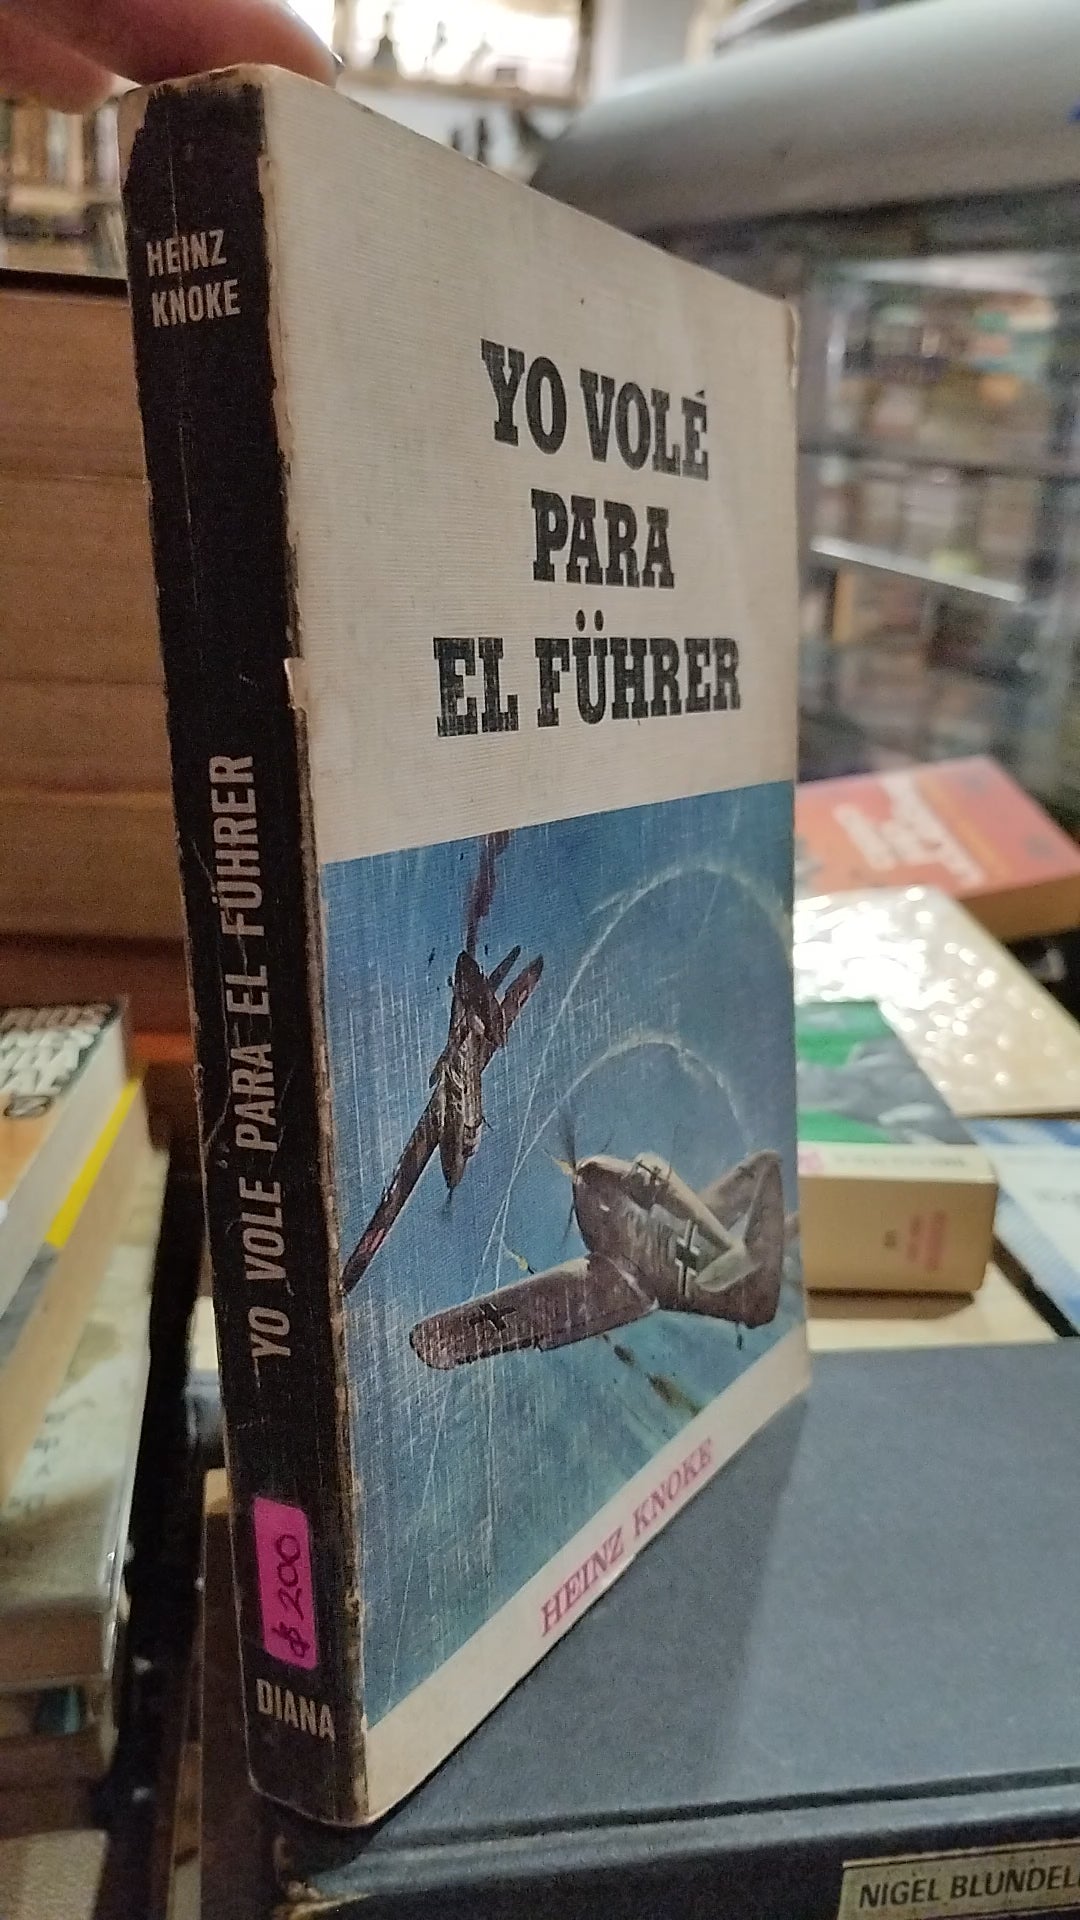 HEINZ
KNOKE
YO VOLE PARA EL FÜHRER
$200
DIANA
YO VOLÉ
PARA
EL FÜHRER
HEINZ KNOKE
NIGEL BLUNDELL